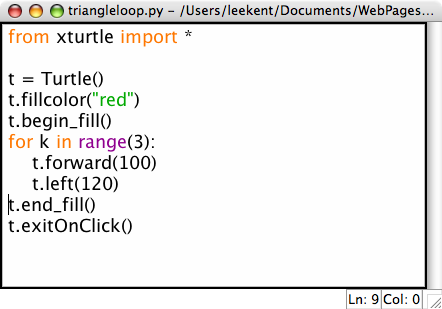 triangleloop.py – /Users/leekent/Documents/WebPages...
from xturtle import *
t = Turtle()
t.fillcolor("red")
t.begin_fill()
for k in range(3):
    t.forward(100)
    t.left(120)
t.end_fill()
t.exitOnClick()
Ln: 9 Col: 0